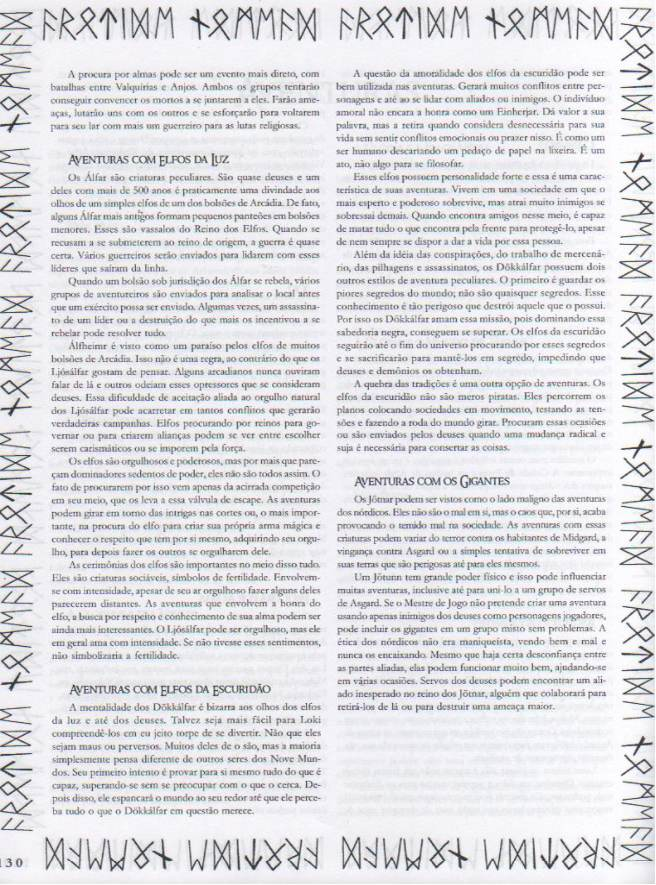 A procura por almas pode ser um evento mais direto, com
batalhas entre Valquírias e Anjos. Ambos os grupos tentarão
conseguir convencer os mortos a se juntarem a eles. Farão ame-
aças, lutarão uns com os outros e se esforçarão para voltarem
para seu lar com mais um guerreiro para as lutas religiosas.
AVENTURAS COM ELFOS DA LUZ
Os Álfar são criaturas peculiares. São quase deuses e um
deles com mais de 500 anos é praticamente uma divindade aos
olhos de um simples elfo de um dos bolsões de Arcádia. De fato,
alguns Álfar mais antigos formam pequenos panteões em bolsões
menores. Esses são vassalos do Reino dos Elfos. Quando se
recusam a se submeterem ao reino de origem, a guerra é quase
certa. Vários guerreiros serão enviados para lidarem com esses
líderes que saíram da linha.
Quando um bolsão sob jurisdição dos Álfar se rebela, vários
grupos de aventureiros são enviados para analisar o local antes
que um exército possa ser enviado. Algumas vezes, um assassina-
to de um líder ou a destruição do que mais os incentivou a se
rebelar pode resolver tudo.
Álfheimr é visto como um paraíso pelos elfos de muitos
bolsões de Arcádia. Isso não é uma regra, ao contrário do que os
Ljósálfar gostam de pensar. Alguns arcadianos nunca ouviram
falar de lá e outros odeiam esses opressores que se consideram
deuses. Essa dificuldade de aceitação aliada ao orgulho natural
dos Ljósálfar pode acarretar em tantos conflitos que gerarão
verdadeiras campanhas. Elfos procurando por reinos para go-
vernar ou para criarem alianças podem se ver entre escolher
serem carismáticos ou se imporem pela força.
Os elfos são orgulhosos e poderosos, mas por mais que pare-
çam dominadores sedentos de poder, eles não são todos assim. O
fato de procurarem por isso vem apenas da acirrada competição
em seu meio, que os leva a essa válvula de escape. As aventuras
podem girar em torno das intrigas nas cortes ou, o mais impor-
tante, na procura do elfo para criar sua própria arma mágica e
conhecer o respeito que tem por si mesmo, adquirindo seu orgu-
lho, para depois fazer os outros se orgulharem dele.
As cerimônias dos elfos são importantes no meio disso tudo.
Eles são criaturas sociáveis, símbolos de fertilidade. Envolvem-
se com intensidade, apesar de seu ar orgulhoso fazer alguns deles
parecerem distantes. As aventuras que envolvem a honra do
elfo, a busca por respeito e conhecimento de sua alma podem ser
ainda mais interessantes. O Ljósálfar pode ser orgulhoso, mas ele
em geral ama com intensidade. Se não tivesse esses sentimentos,
não simbolizaria a fertilidade.
AVENTURAS COM ELFOS DA ESCURIDÃO
A mentalidade dos Dökkálfar é bizarra aos olhos dos elfos
da luz e até dos deuses. Talvez seja mais fácil para Loki
compreendê-los em eu jeito torpe de se divertir. Não que eles
sejam maus ou perversos. Muitos deles de o são, mas a maioria
simplesmente pensa diferente de outros seres dos Nove Mun-
dos. Seu primeiro intento é provar para si mesmo tudo do que é
capaz, superando-se sem se preocupar com o que o cerca. De-
pois disso, ele espancará o mundo ao seu redor até que ele perce-
ba tudo o que o Dökkálfar em questão merece.
A questão da amoralidade dos elfos da escuridão pode ser
bem utilizada nas aventuras. Gerará muitos conflitos entre per-
sonagens e até ao se lidar com aliados ou inimigos. O indivíduo
amoral não encara a honra como um Einherjar. Dá valor a sua
palavra, mas a retira quando considera desnecessária para sua
vida sem sentir conflitos emocionais ou prazer nisso. É como um
ser humano descartando um pedaço de papel na lixeira. É um
ato, não algo para se filosofar.
Esses elfos possuem personalidade forte e essa é uma carac-
terística de suas aventuras. Vivem em uma sociedade em que o
mais esperto e poderoso sobrevive, mas atrai muito inimigos se
sobressai demais. Quando encontra amigos nesse meio, é capaz
de matar tudo o que encontra pela frente para protegê-lo, apesar
de nem sempre se dispor a dar a vida por essa pessoa.
Além da idéia das conspirações, do trabalho de mercená-
rio, das pilhagens e assassinatos, os Dökkálfar possuem dois
outros estilos de aventura peculiares. O primeiro é guardar os
piores segredos do mundo; não são quaisquer segredos. Esse
conhecimento é tão perigoso que destrói aquele que o possui.
Por isso os Dökkálfar amam essa missão, pois dominando essa
sabedoria negra, conseguem se superar. Os elfos da escuridão
seguirão até o fim do universo procurando por esses segredos
e se sacrificarão para mantê-los em segredo, impedindo que
deuses e demônios os obtenham.
A quebra das tradições é uma outra opção de aventuras. Os
elfos da escuridão não são meros piratas. Eles percorrem os
planos colocando sociedades em movimento, testando as ten-
sões e fazendo a roda do mundo girar. Procuram essas ocasiões
ou são enviados pelos deuses quando uma mudança radical e
suja é necessária para consertar as coisas.
AVENTURAS COM OS GIGANTES
Os Jötnar podem ser vistos como o lado maligno das aventuras
dos nórdicos. Eles não são o mal em si, mas o caos que, por si, acaba
provocando o temido mal na sociedade. As aventuras com essas
criaturas podem variar do terror contra os habitantes de Midgard, a
vingança contra Asgard ou a simples tentativa de sobreviver em
suas terras que são perigosas até para eles mesmos.
Um Jötunn tem grande poder físico e isso pode influenciar
muitas aventuras, inclusive até para uni-lo a um grupo de servos
de Asgard. Se o Mestre de Jogo não pretende criar uma aventura
usando apenas inimigos dos deuses como personagens jogadores,
pode incluir os gigantes em um grupo misto sem problemas. A
ética dos nórdicos não era maniqueísta, vendo bem e mal e
nunca os encaixando. Mesmo que haja certa desconfiança entre
as partes aliadas, elas podem funcionar muito bem, ajudando-se
em várias ocasiões. Servos dos deuses podem encontrar um ali-
ado inesperado no reino dos Jötnar, alguém que colaborará para
retirá-los de lá ou para destruir uma ameaça maior.
130